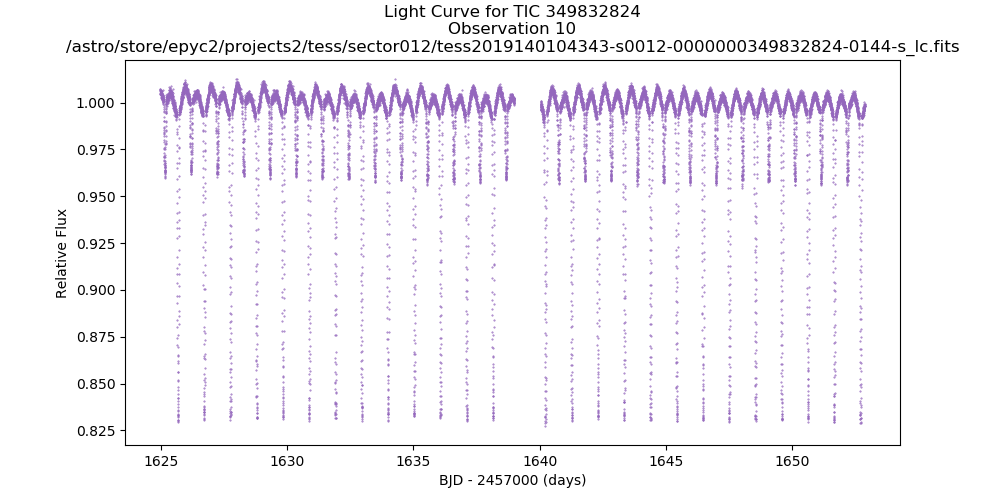 Light Curve for TIC 349832824
Observation 10
/astro/store/epyc2/projects2/tess/sector012/tess2019140104343-s0012-0000000349832824-0144-s_lc.fits
1.000
0.975
0.950
0.925
0.900
0.875
0.850
0.825
Relative Flux
1625
1630
1635
1640
1645
1650
BJD - 2457000 (days)